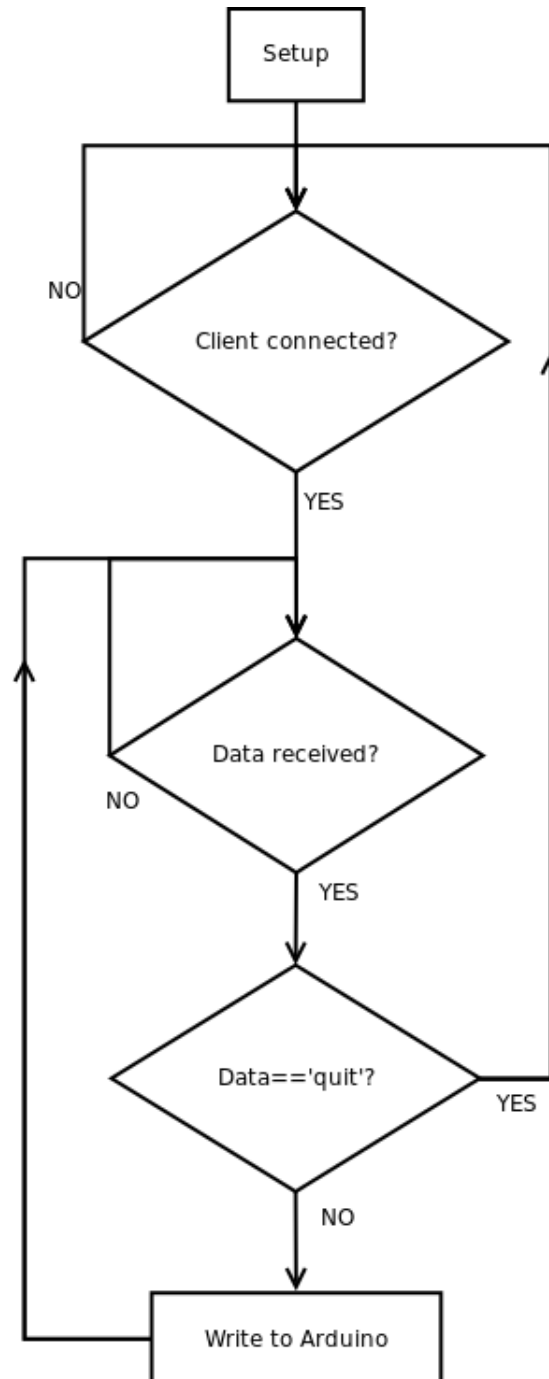 Setup
NO
Client connected?
YES
Data received?
NO
YES
Data=='quit'?
YES
NO
Write to Arduino